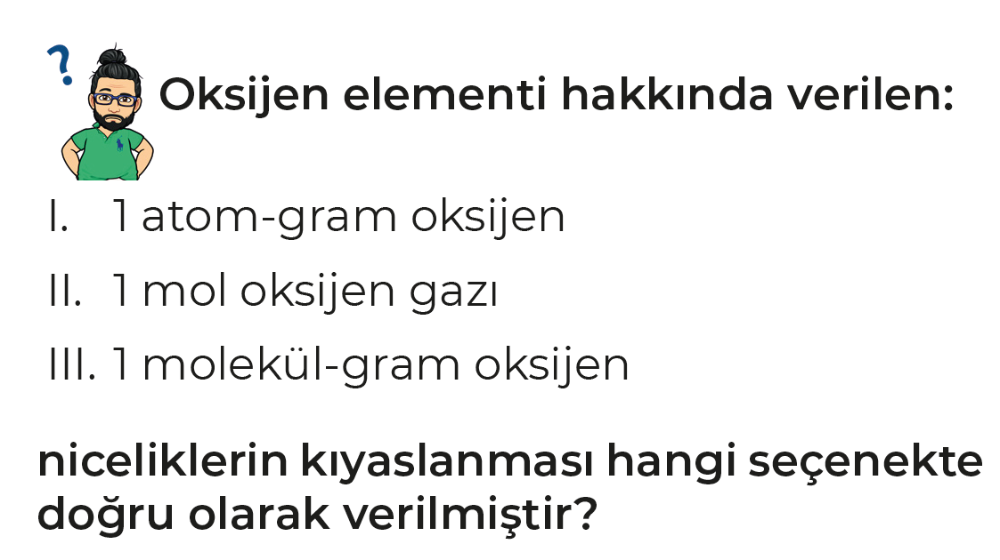 ?
Oksijen elementi hakkında verilen:
I. 1 atom-gram oksijen
II. 1 mol oksijen gazı
III. 1 molekül-gram oksijen
niceliklerin kıyaslanması hangi seçenekte
doğru olarak verilmiştir?